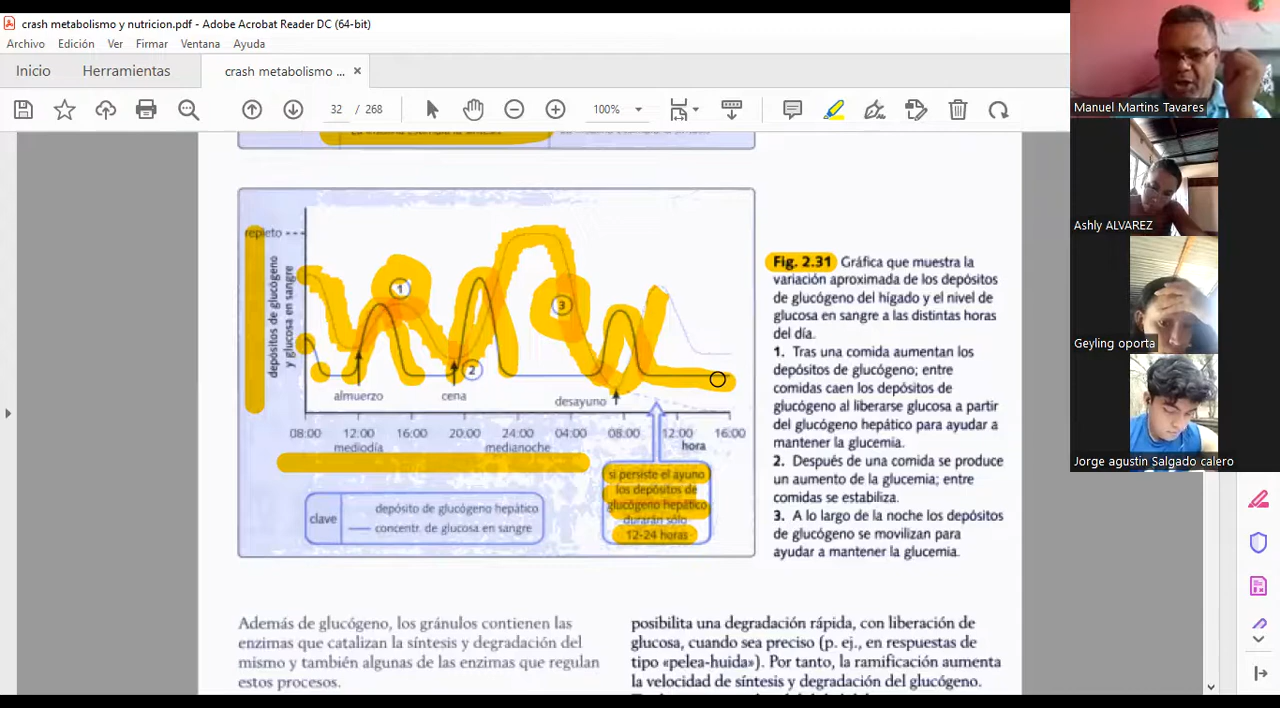 crash metabolismo y nutricion.pdf - Adobe Acrobat Reader DC (64-bit)
Archivo Edición Ver Firmar Ventana Ayuda
Inicio Herramientas crash metabolismo ... ×
32 / 268 100%
Manuel Martins Tavares
Ashly ALVAREZ
Geyling oporta
Jorge agustin Salgado calero
repleto
depósitos de glucógeno
y glucosa en sangre
1
2
3
almuerzo cena desayuno
08:00 12:00 16:00 20:00 24:00 04:00 08:00 12:00 16:00
mediodía medianoche hora
si persiste el ayuno
los depósitos de
glucógeno hepático
durarán sólo
12-24 horas
clave
depósito de glucógeno hepático
concentr. de glucosa en sangre
Fig. 2.31 Gráfica que muestra la
variación aproximada de los depósitos
de glucógeno del hígado y el nivel de
glucosa en sangre a las distintas horas
del día.
1. Tras una comida aumentan los
depósitos de glucógeno; entre
comidas caen los depósitos de
glucógeno al liberarse glucosa a partir
del glucógeno hepático para ayudar a
mantener la glucemia.
2. Después de una comida se produce
un aumento de la glucemia; entre
comidas se estabiliza.
3. A lo largo de la noche los depósitos
de glucógeno se movilizan para
ayudar a mantener la glucemia.
Además de glucógeno, los gránulos contienen las
enzimas que catalizan la síntesis y degradación del
mismo y también algunas de las enzimas que regulan
estos procesos.
posibilita una degradación rápida, con liberación de
glucosa, cuando sea preciso (p. ej., en respuestas de
tipo «pelea-huida»). Por tanto, la ramificación aumenta
la velocidad de síntesis y degradación del glucógeno.